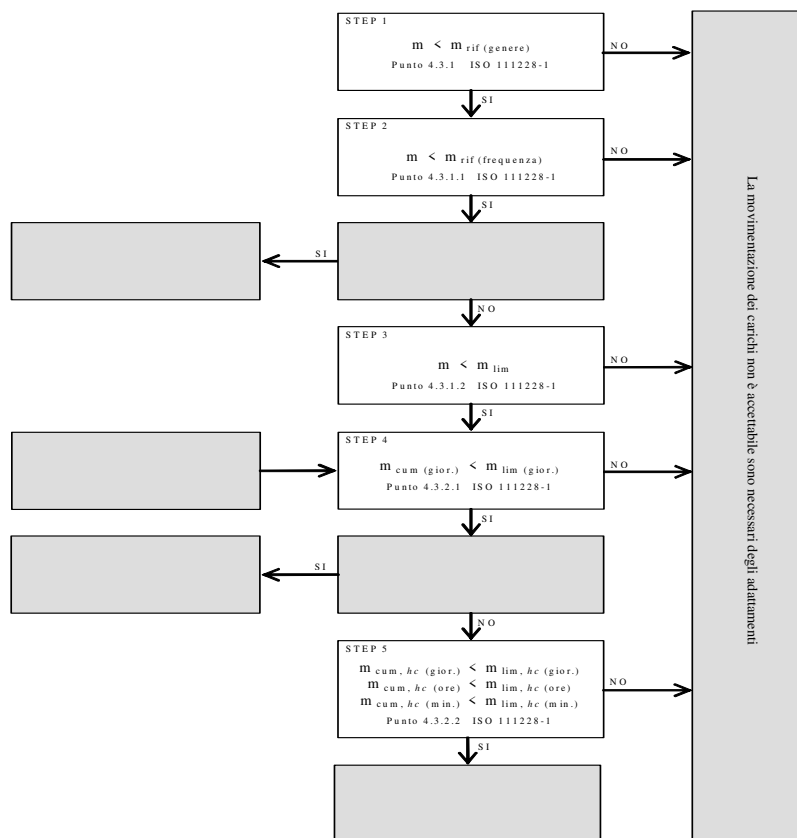 STEP 1
m < m rif (genere)
Punto 4.3.1 ISO 111228-1
NO
SI
STEP 2
m < m rif (frequenza)
Punto 4.3.1.1 ISO 111228-1
NO
SI
SI
NO
STEP 3
m < m lim
Punto 4.3.1.2 ISO 111228-1
NO
SI
STEP 4
m cum (gior.) < m lim (gior.)
Punto 4.3.2.1 ISO 111228-1
NO
SI
SI
NO
STEP 5
m cum, hc (gior.) < m lim, hc (gior.)
m cum, hc (ore) < m lim, hc (ore)
m cum, hc (min.) < m lim, hc (min.)
Punto 4.3.2.2 ISO 111228-1
NO
SI
La movimentazione dei carichi non è accettabile sono necessari degli adattamenti